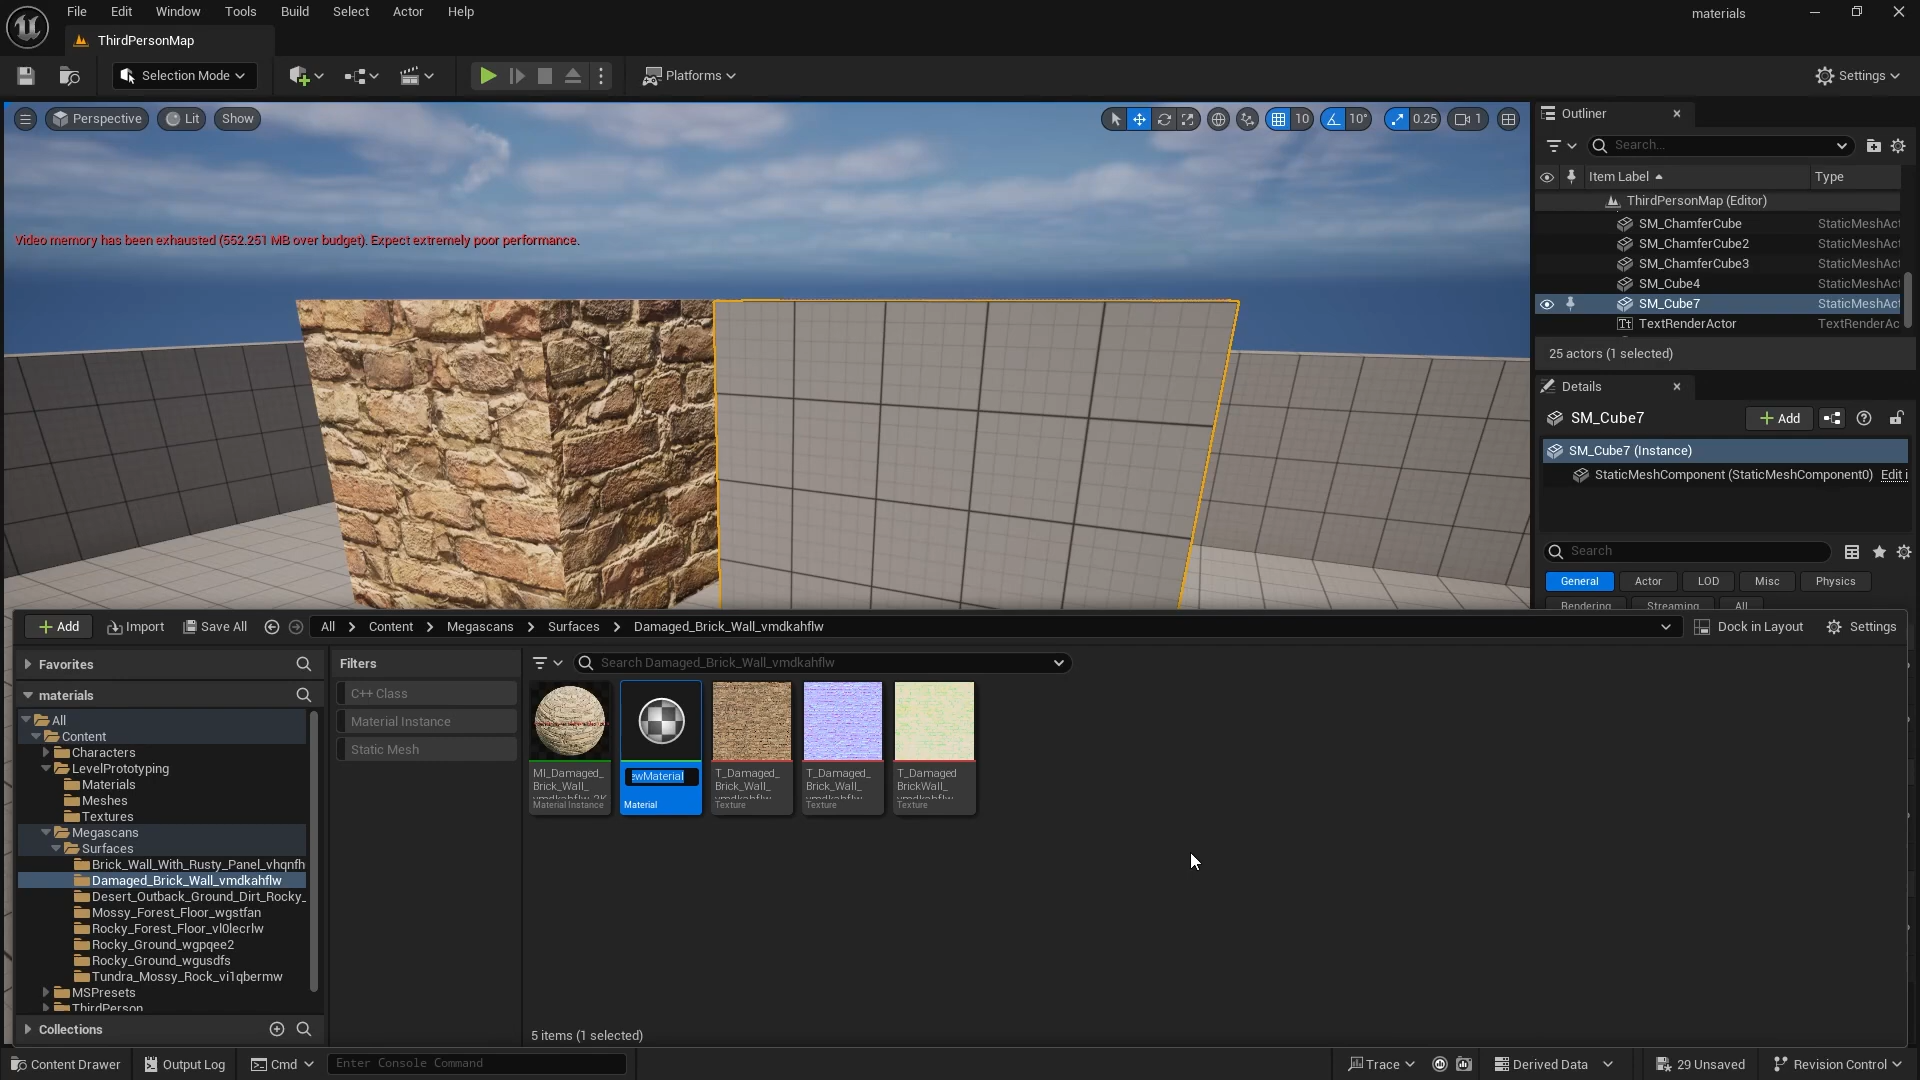 File Edit Window Tools Build Select Actor Help
materials
ThirdPersonMap
Selection Mode
Platforms
Settings
Perspective Lit Show
10 10° 0.25 1
Video memory has been exhausted (552.251 MB over budget). Expect extremely poor performance.
Outliner
Search...
Item Label Type
ThirdPersonMap (Editor)
SM_ChamferCube StaticMeshAct
SM_ChamferCube2 StaticMeshAct
SM_ChamferCube3 StaticMeshAct
SM_Cube4 StaticMeshAct
SM_Cube7 StaticMeshAct
TextRenderActor TextRenderAc
25 actors (1 selected)
Details
SM_Cube7
Add
SM_Cube7 (Instance)
StaticMeshComponent (StaticMeshComponent0) Edit i
Search
General Actor LOD Misc Physics
Rendering Streaming All
Add Import Save All All Content Megascans Surfaces Damaged_Brick_Wall_vmdkahflw Dock in Layout Settings
Favorites
materials
All
Content
Characters
LevelPrototyping
Materials
Meshes
Textures
Megascans
Surfaces
Brick_Wall_With_Rusty_Panel_vhqnfh
Damaged_Brick_Wall_vmdkahflw
Desert_Outback_Ground_Dirt_Rocky_
Mossy_Forest_Floor_wgstfan
Rocky_Forest_Floor_vl0lecrlw
Rocky_Ground_wgpqee2
Rocky_Ground_wgusdfs
Tundra_Mossy_Rock_vi1qbermw
MSPresets
ThirdPerson
Collections
Filters
C++ Class
Material Instance
Static Mesh
Search Damaged_Brick_Wall_vmdkahflw
MI_Damaged_
Brick_Wall_
vmdkahflw_2K
Material Instance
ewMaterial
Material
T_Damaged_
Brick_Wall_
vmdkahflw
Texture
T_Damaged_
Brick_Wall_
vmdkahflw
Texture
T_Damaged
BrickWall_
vmdkahflw
Texture
5 items (1 selected)
Content Drawer Output Log Cmd Enter Console Command Trace Derived Data 29 Unsaved Revision Control